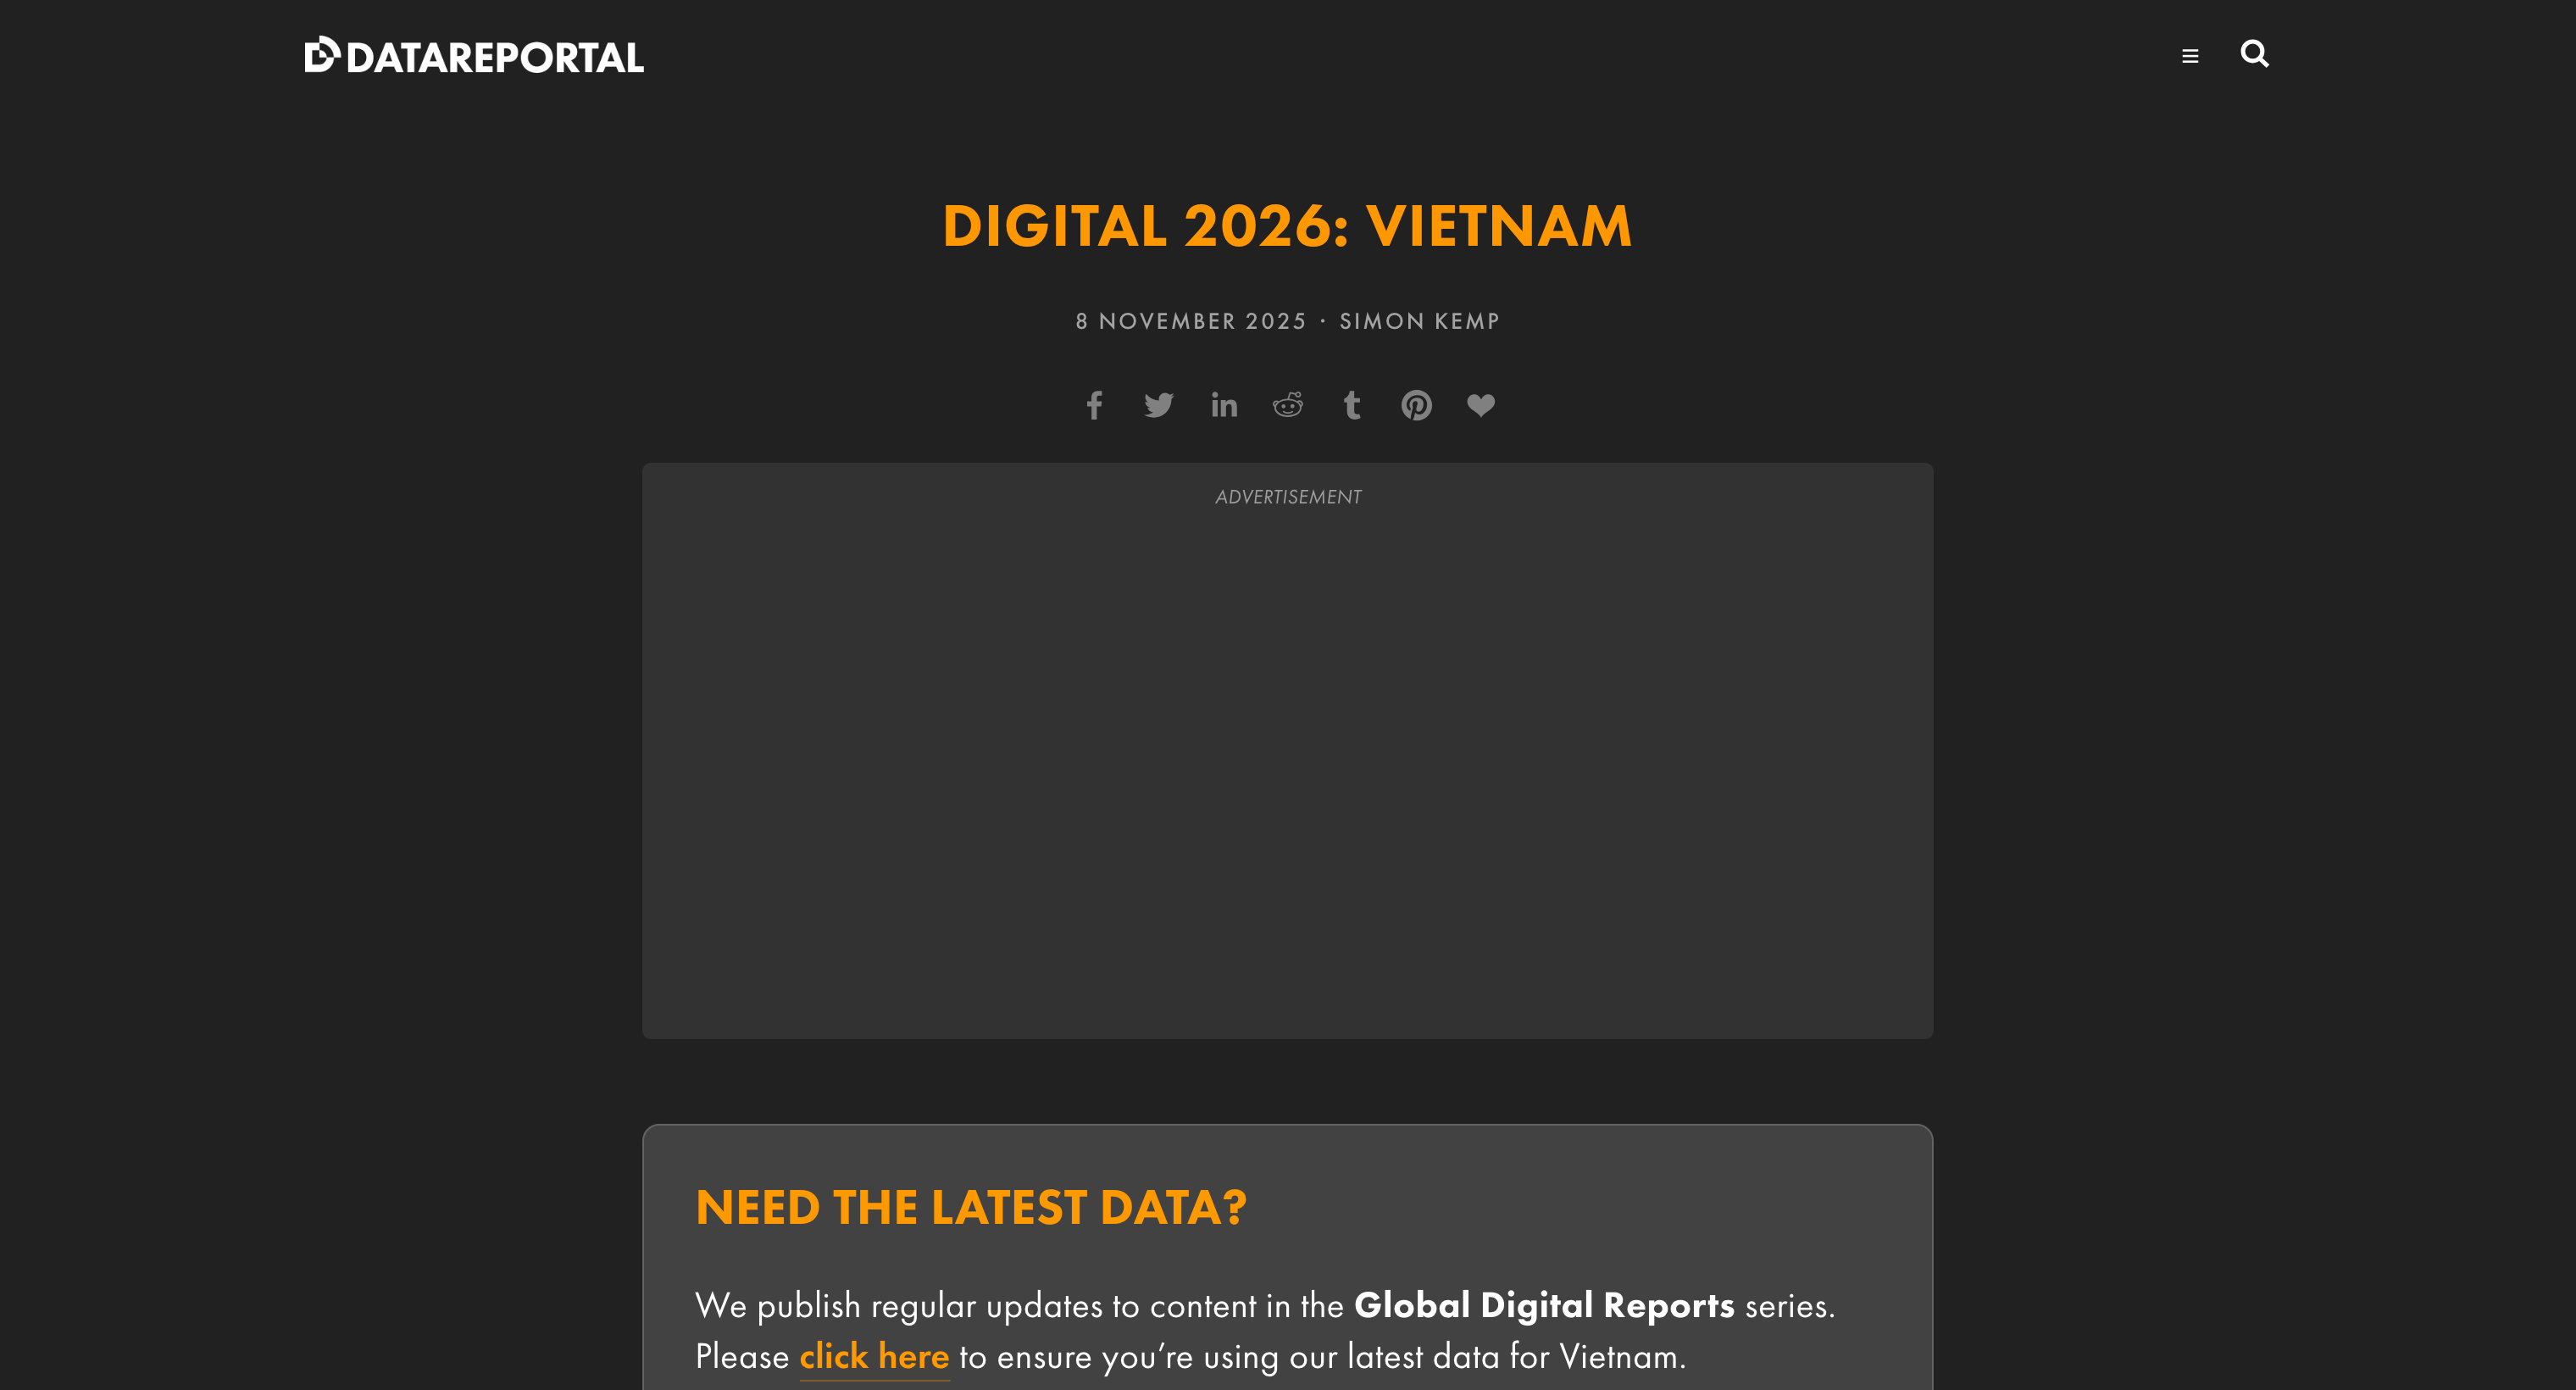 DATAREPORTAL
DIGITAL 2026: VIETNAM
8 NOVEMBER 2025 · SIMON KEMP
ADVERTISEMENT
NEED THE LATEST DATA?
We publish regular updates to content in the Global Digital Reports series.
Please click here to ensure you’re using our latest data for Vietnam.